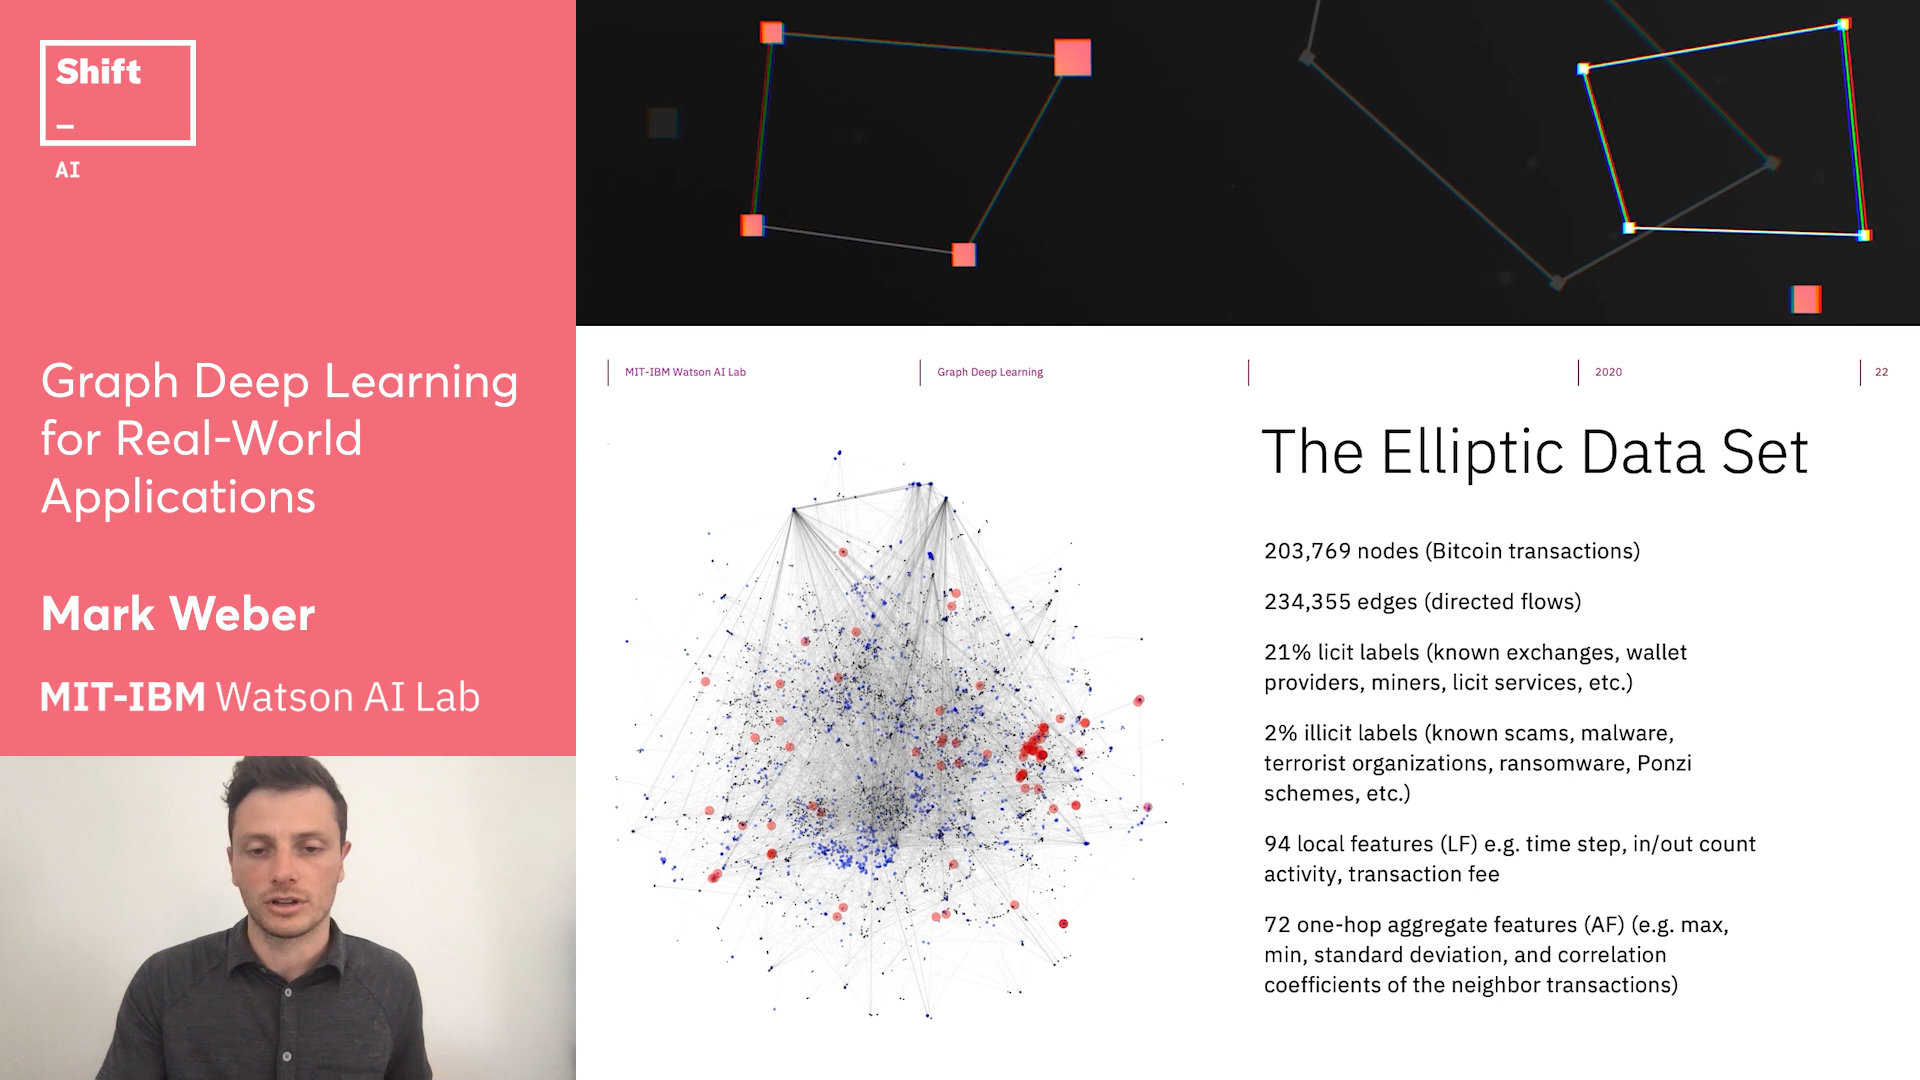 Shift
_
AI
Graph Deep Learning
for Real-World
Applications
Mark Weber
MIT-IBM Watson AI Lab
MIT-IBM Watson AI Lab
Graph Deep Learning
2020
22
The Elliptic Data Set
203,769 nodes (Bitcoin transactions)
234,355 edges (directed flows)
21% licit labels (known exchanges, wallet
providers, miners, licit services, etc.)
2% illicit labels (known scams, malware,
terrorist organizations, ransomware, Ponzi
schemes, etc.)
94 local features (LF) e.g. time step, in/out count
activity, transaction fee
72 one-hop aggregate features (AF) (e.g. max,
min, standard deviation, and correlation
coefficients of the neighbor transactions)